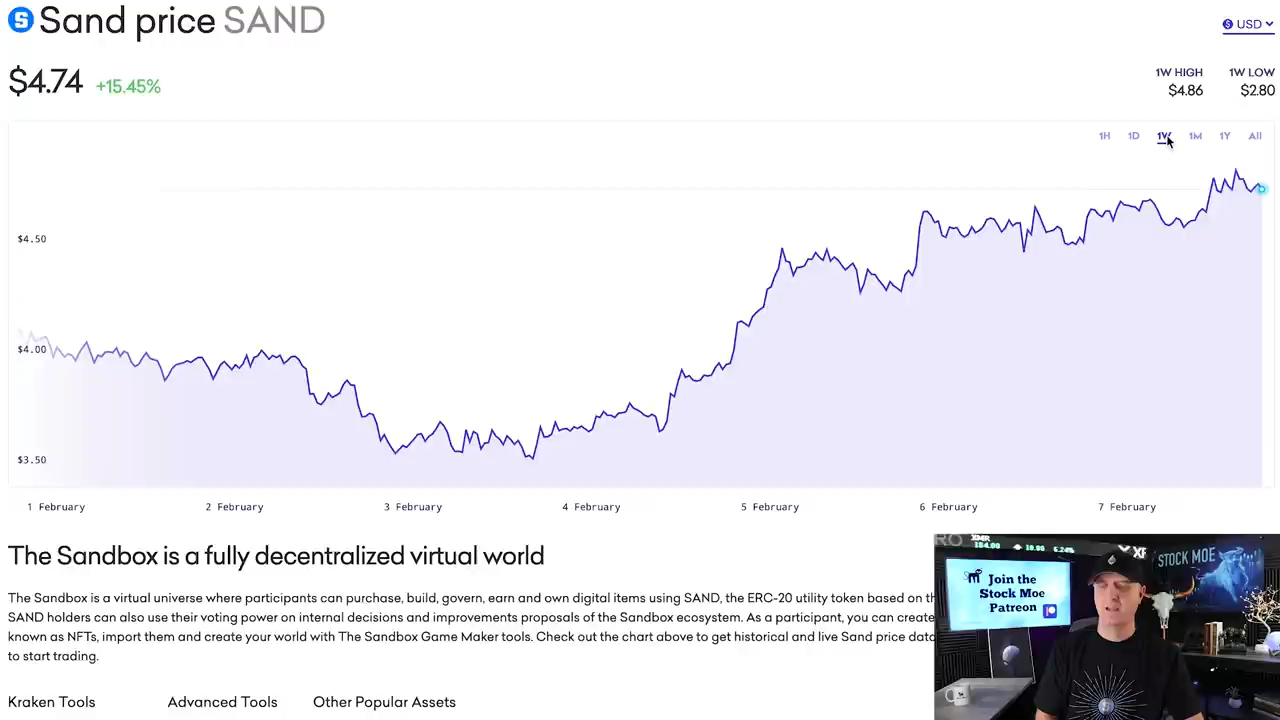 Sand price SAND
USD
$4.74 +15.45%
1W HIGH
$4.86
1W LOW
$2.80
1H 1D 1W 1M 1Y All
$4.50
$4.00
$3.50
1 February 2 February 3 February 4 February 5 February 6 February 7 February
The Sandbox is a fully decentralized virtual world
The Sandbox is a virtual universe where participants can purchase, build, govern, earn and own digital items using SAND, the ERC-20 utility token based on
SAND holders can also use their voting power on internal decisions and improvements proposals of the Sandbox ecosystem. As a participant, you can create
known as NFTs, import them and create your world with The Sandbox Game Maker tools. Check out the chart above to get historical and live Sand price data
to start trading.
Kraken Tools Advanced Tools Other Popular Assets
XMR
6.24%
STOCK MOE
Join the
Stock Moe
Patreon